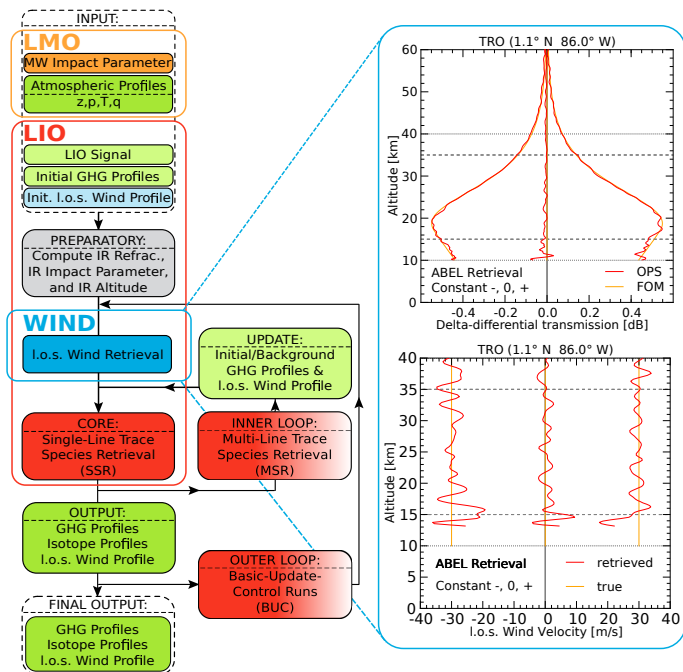 INPUT:
LMO
MW Impact Parameter
Atmospheric Profiles
z,p,T,q
LIO
LIO Signal
Initial GHG Profiles
Init. l.o.s. Wind Profile
PREPARATORY:
Compute IR Refrac.,
IR Impact Parameter,
and IR Altitude
WIND
l.o.s. Wind Retrieval
UPDATE:
Initial/Background
GHG Profiles &
l.o.s. Wind Profile
CORE:
Single-Line Trace
Species Retrieval
(SSR)
INNER LOOP:
Multi-Line Trace
Species Retrieval
(MSR)
OUTPUT:
GHG Profiles
Isotope Profiles
l.o.s. Wind Profile
OUTER LOOP:
Basic-Update-
Control Runs
(BUC)
FINAL OUTPUT:
GHG Profiles
Isotope Profiles
l.o.s. Wind Profile
TRO (1.1° N 86.0° W)
60
50
40
30
20
10
0
Altitude [km]
ABEL Retrieval
Constant -, 0, +
OPS
FOM
-0.4 -0.2 0.0 0.2 0.4
Delta-differential transmission [dB]
TRO (1.1° N 86.0° W)
40
35
30
25
20
15
10
5
0
Altitude [km]
ABEL Retrieval
Constant -, 0, +
retrieved
true
-40 -30 -20 -10 0 10 20 30 40
l.o.s. Wind Velocity [m/s]